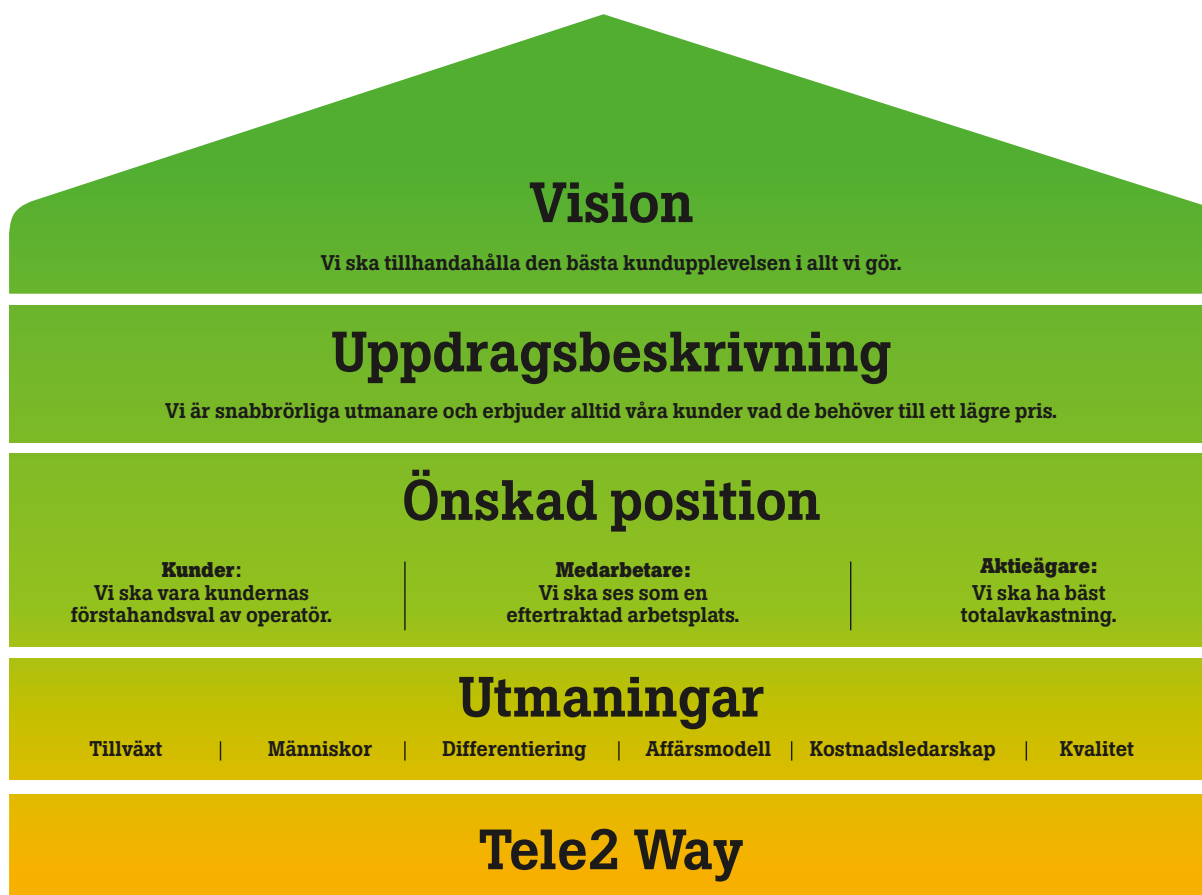 Vision
Vi ska tillhandahålla den bästa kundupplevelsen i allt vi gör.
Uppdragsbeskrivning
Vi är snabbrörliga utmanare och erbjuder alltid våra kunder vad de behöver till ett lägre pris.
Önskad position
Kunder:
Vi ska vara kundernas
förstahandsval av operatör.
Medarbetare:
Vi ska ses som en
eftertraktad arbetsplats.
Aktieägare:
Vi ska ha bäst
totalavkastning.
Utmaningar
Tillväxt | Människor | Differentiering | Affärsmodell | Kostnadsledarskap | Kvalitet
Tele2 Way